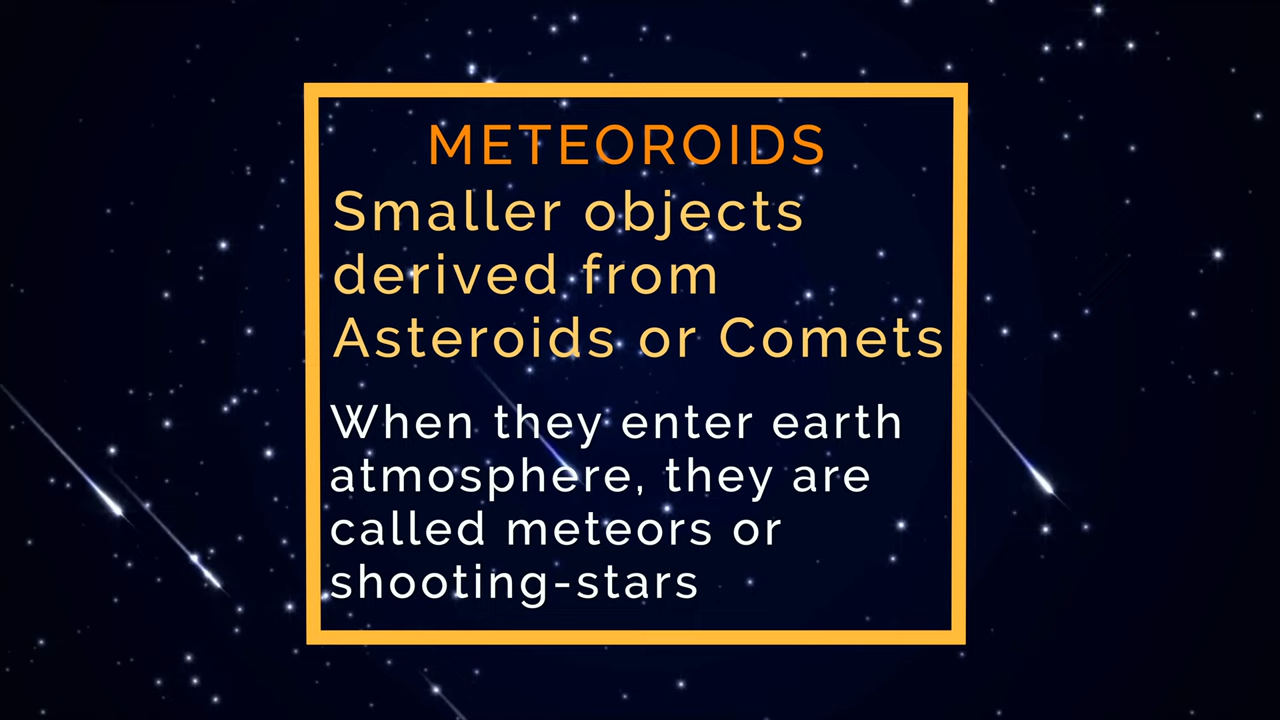 METEOROIDS
Smaller objects
derived from
Asteroids or Comets
When they enter earth
atmosphere, they are
called meteors or
shooting-stars